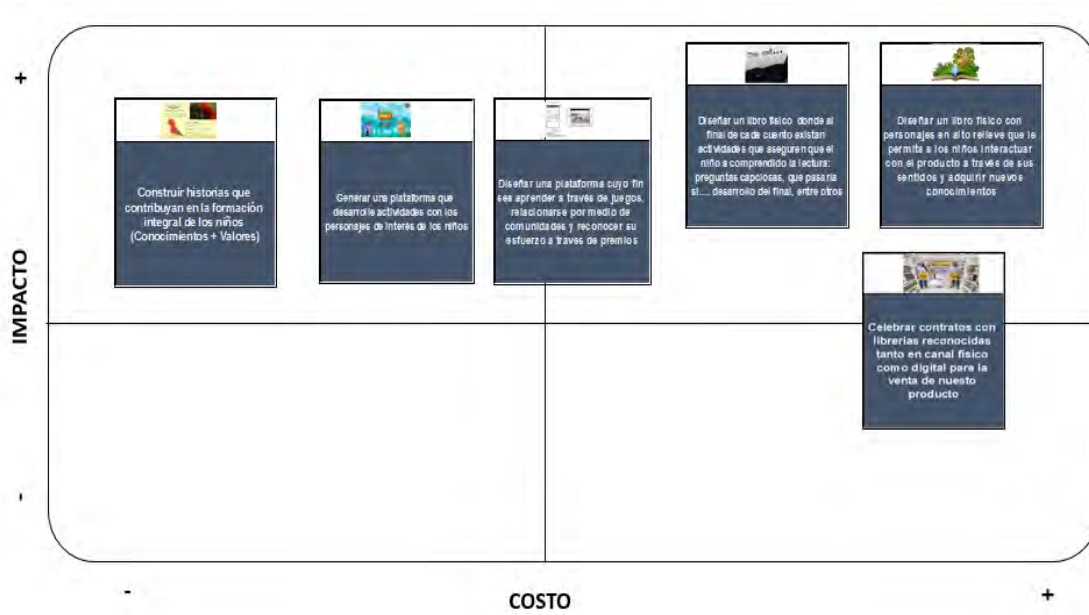 +
IMPACTO
-
Construir historias que
contribuyan en la formación
integral de los niños
(Conocimientos + Valores)
Generar una plataforma que
desarrolle actividades con los
personajes de interés de los niños
Diseñar una plataforma cuyo fin
sea aprender a través de juegos,
relacionarse por medio de
comunidades y reconocer su
esfuerzo a traves de premios
Diseñar un libro físico donde al
final de cada cuento existan
actividades que aseguren que el
niño a comprendido la lectura:
preguntas capciosas, que pasaria
si.... desarrollo del final, entre otros
Diseñar un libro físico con
personajes en alto relieve que le
permita a los niños interactuar
con el producto a través de sus
sentidos y adquirir nuevos
conocimientos
Celebrar contratos con
librerías reconocidas
tanto en canal físico
como digital para la
venta de nuesto
producto
-
COSTO
+